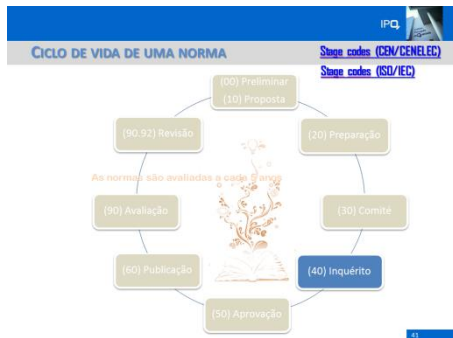 IPQ
CICLO DE VIDA DE UMA NORMA
Stage codes (CEN/CENELEC)
Stage codes (ISO/IEC)
(00) Preliminar
(10) Proposta
(90.92) Revisão
(20) Preparação
As normas são avaliadas a cada 5 anos
(90) Avaliação
(30) Comité
(60) Publicação
(40) Inquérito
(50) Aprovação
41